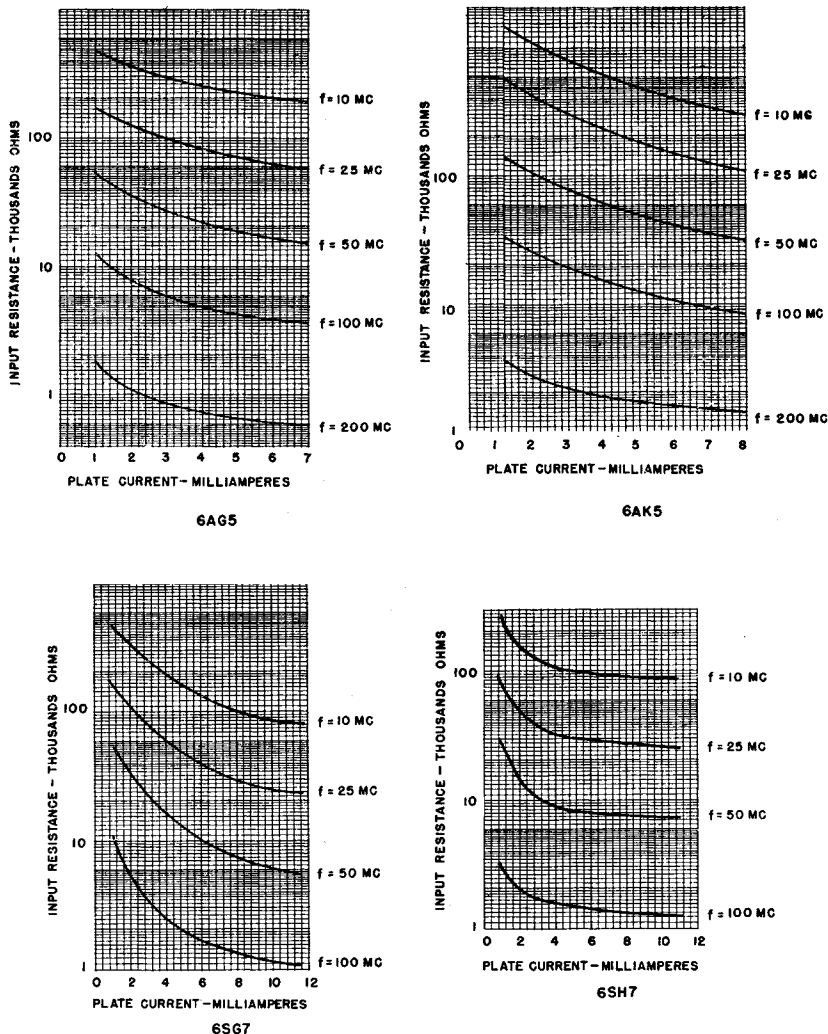 INPUT RESISTANCE - THOUSANDS OHMS
100
10
1
f = 10 MC
f = 25 MC
f = 50 MC
f = 100 MC
f = 200 MC
0 1 2 3 4 5 6 7
PLATE CURRENT - MILLIAMPERES
6AG5
INPUT RESISTANCE - THOUSANDS OHMS
100
10
1
f = 10 MC
f = 25 MC
f = 50 MC
f = 100 MC
f = 200 MC
0 1 2 3 4 5 6 7 8
PLATE CURRENT - MILLIAMPERES
6AK5
INPUT RESISTANCE - THOUSANDS OHMS
100
10
1
f = 10 MC
f = 25 MC
f = 50 MC
f = 100 MC
0 2 4 6 8 10 12
PLATE CURRENT - MILLIAMPERES
6SG7
INPUT RESISTANCE - THOUSANDS OHMS
100
10
1
f = 10 MC
f = 25 MC
f = 50 MC
f = 100 MC
0 2 4 6 8 10 12
PLATE CURRENT - MILLIAMPERES
6SH7